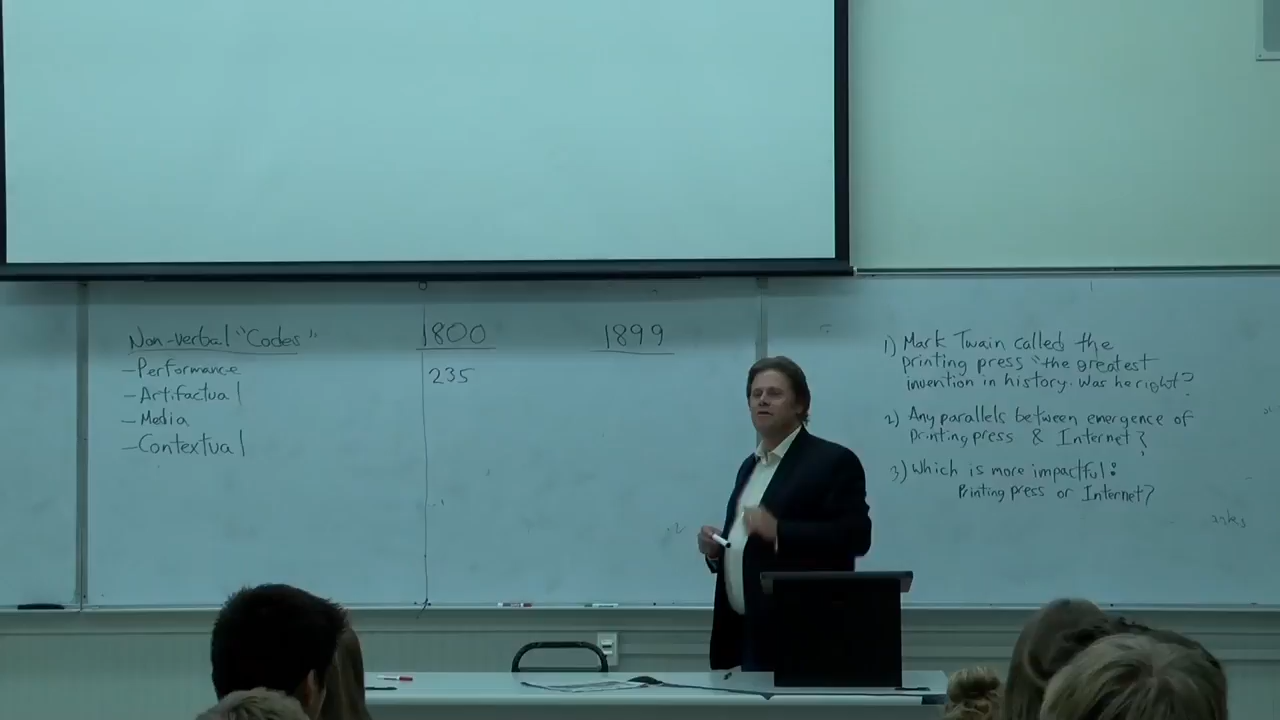 Non-verbal "Codes"
-Performance
-Artifactual
-Media
-Contextual
1800
235
1899
1) Mark Twain called the
printing press "the greatest
invention in history. Was he right?
2) Any parallels between emergence of
Printing press & Internet?
3) Which is more impactful:
Printing press or Internet?